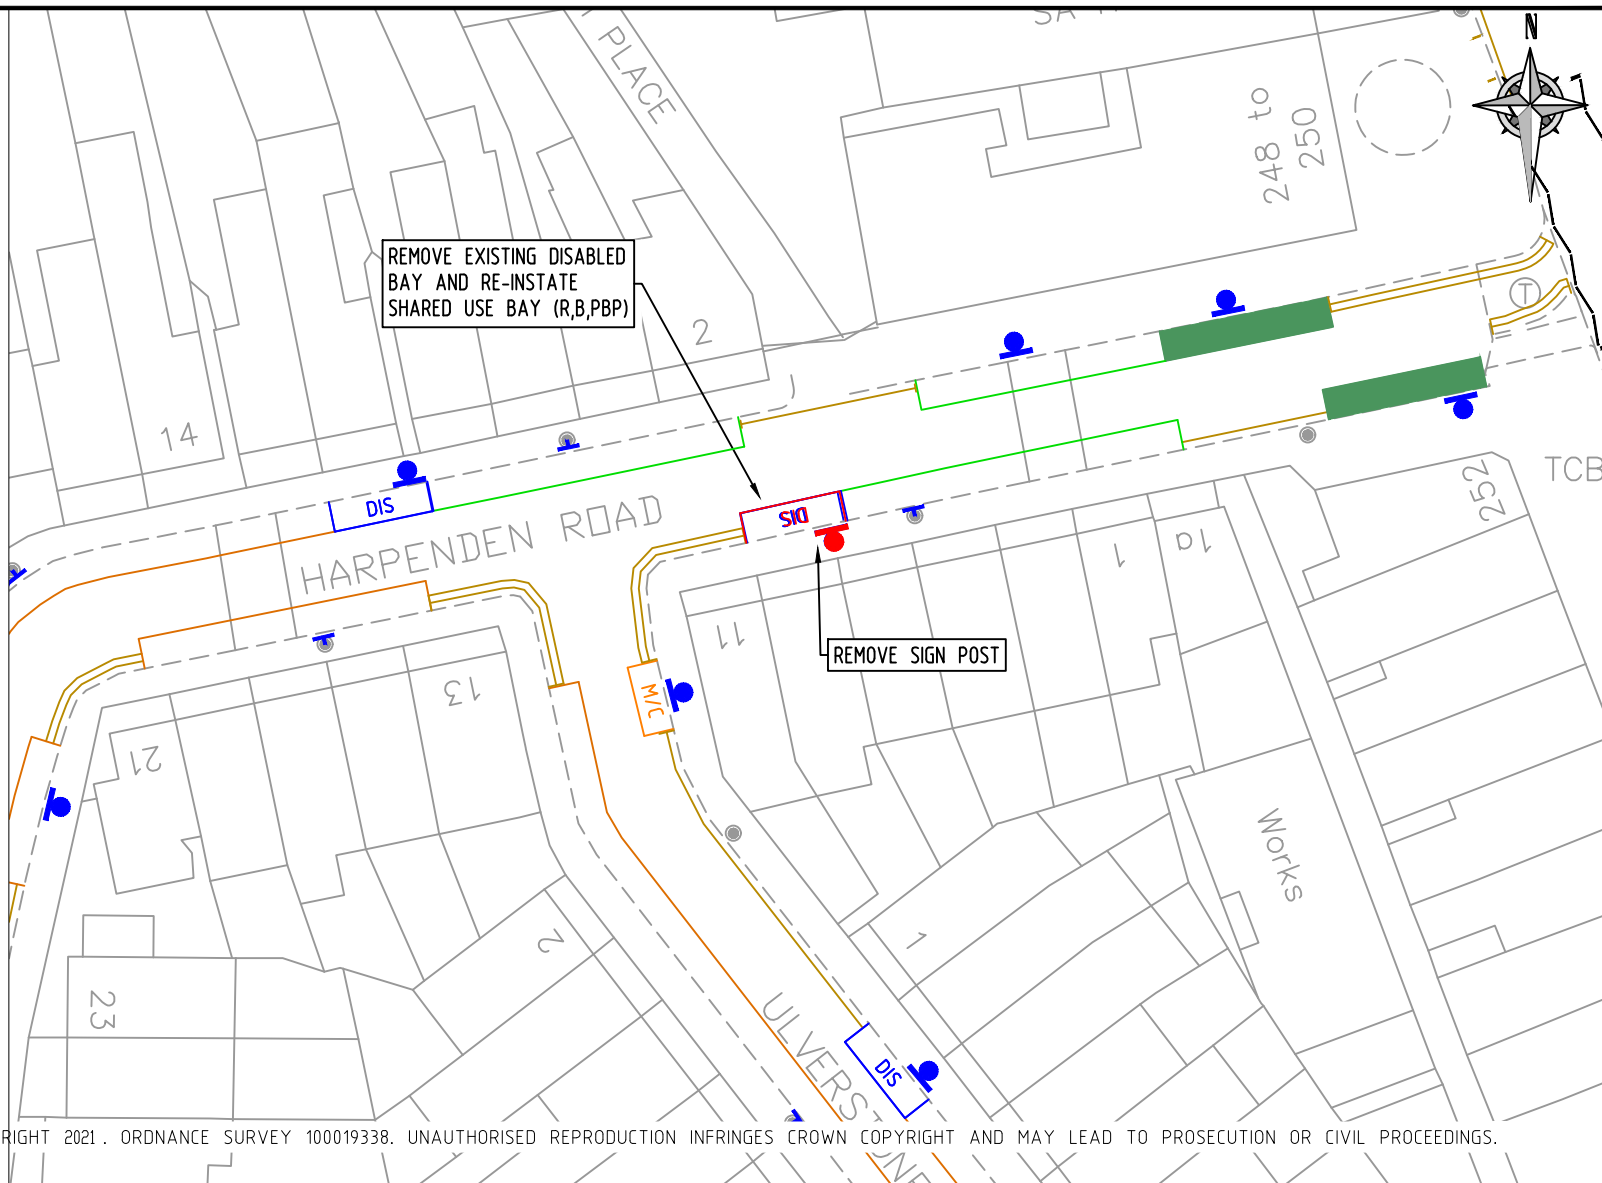 PLACE
SA
N
248 to
250
REMOVE EXISTING DISABLED
BAY AND RE-INSTATE
SHARED USE BAY (R,B,PBP)
2
T
14
DIS
HARPENDEN ROAD
DIS
TCB
252
1a
1
11
REMOVE SIGN POST
M/C
13
21
Works
2
1
23
ULVERSTONE
DIS
RIGHT 2021. ORDNANCE SURVEY 100019338. UNAUTHORISED REPRODUCTION INFRINGES CROWN COPYRIGHT AND MAY LEAD TO PROSECUTION OR CIVIL PROCEEDINGS.